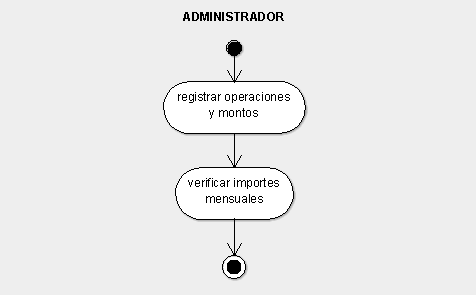 ADMINISTRADOR
registrar operaciones
y montos
verificar importes
mensuales